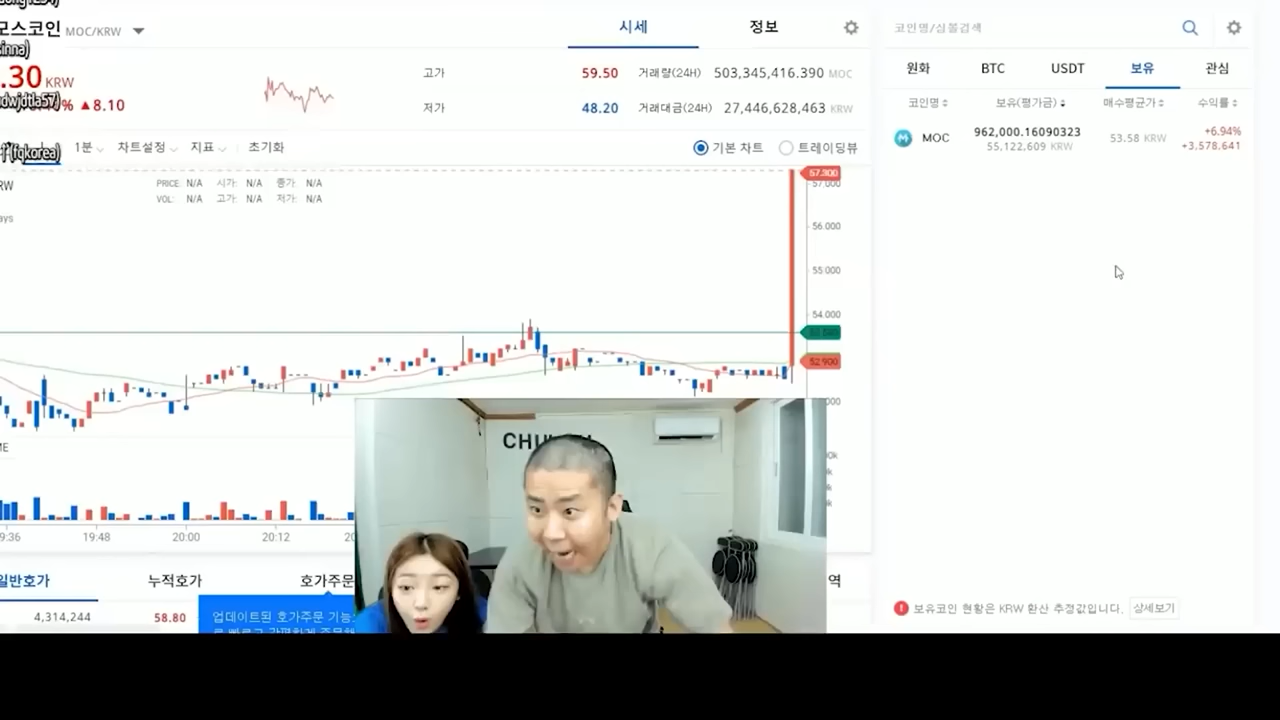 모스코인 MOC/KRW
시세
정보
코인명/심볼검색
.30 KRW
▲8.10
고가 59.50 거래량(24H) 503,345,416.390 MOC
저가 48.20 거래대금(24H) 27,446,628,463 KRW
원화 BTC USDT 보유 관심
코인명 보유(평가금) 매수평균가 수익률
MOC 962,000.16090323 53.58 KRW +6.94%
55,122,609 KRW +3,578.641
(fqkorea)
1분 차트설정 지표 초기화
기본 차트 트레이딩뷰
RW
PRICE: N/A 시가: N/A 종가: N/A
VOL: N/A 고가: N/A 저가: N/A
ays
57.300
57.000
56.000
55.000
54.000
52.900
000
CHU
ME
0k
k
k
9:36 19:48 20:00 20:12 20
일반호가 누적호가 호가주문 역
4,314,244 58.80
업데이트된 호가주문 기능
보유코인 현황은 KRW 환산 추정값입니다. 상세보기